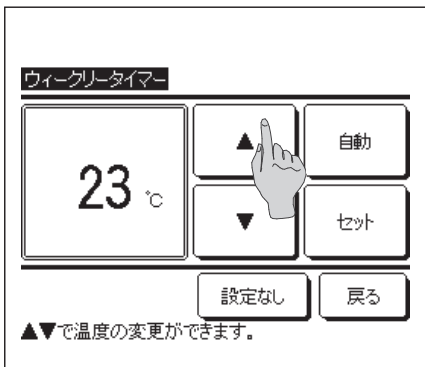 ウィークリータイマー
23 ℃
▲
自動
▼
セット
設定なし
戻る
▲▼で温度の変更ができます。